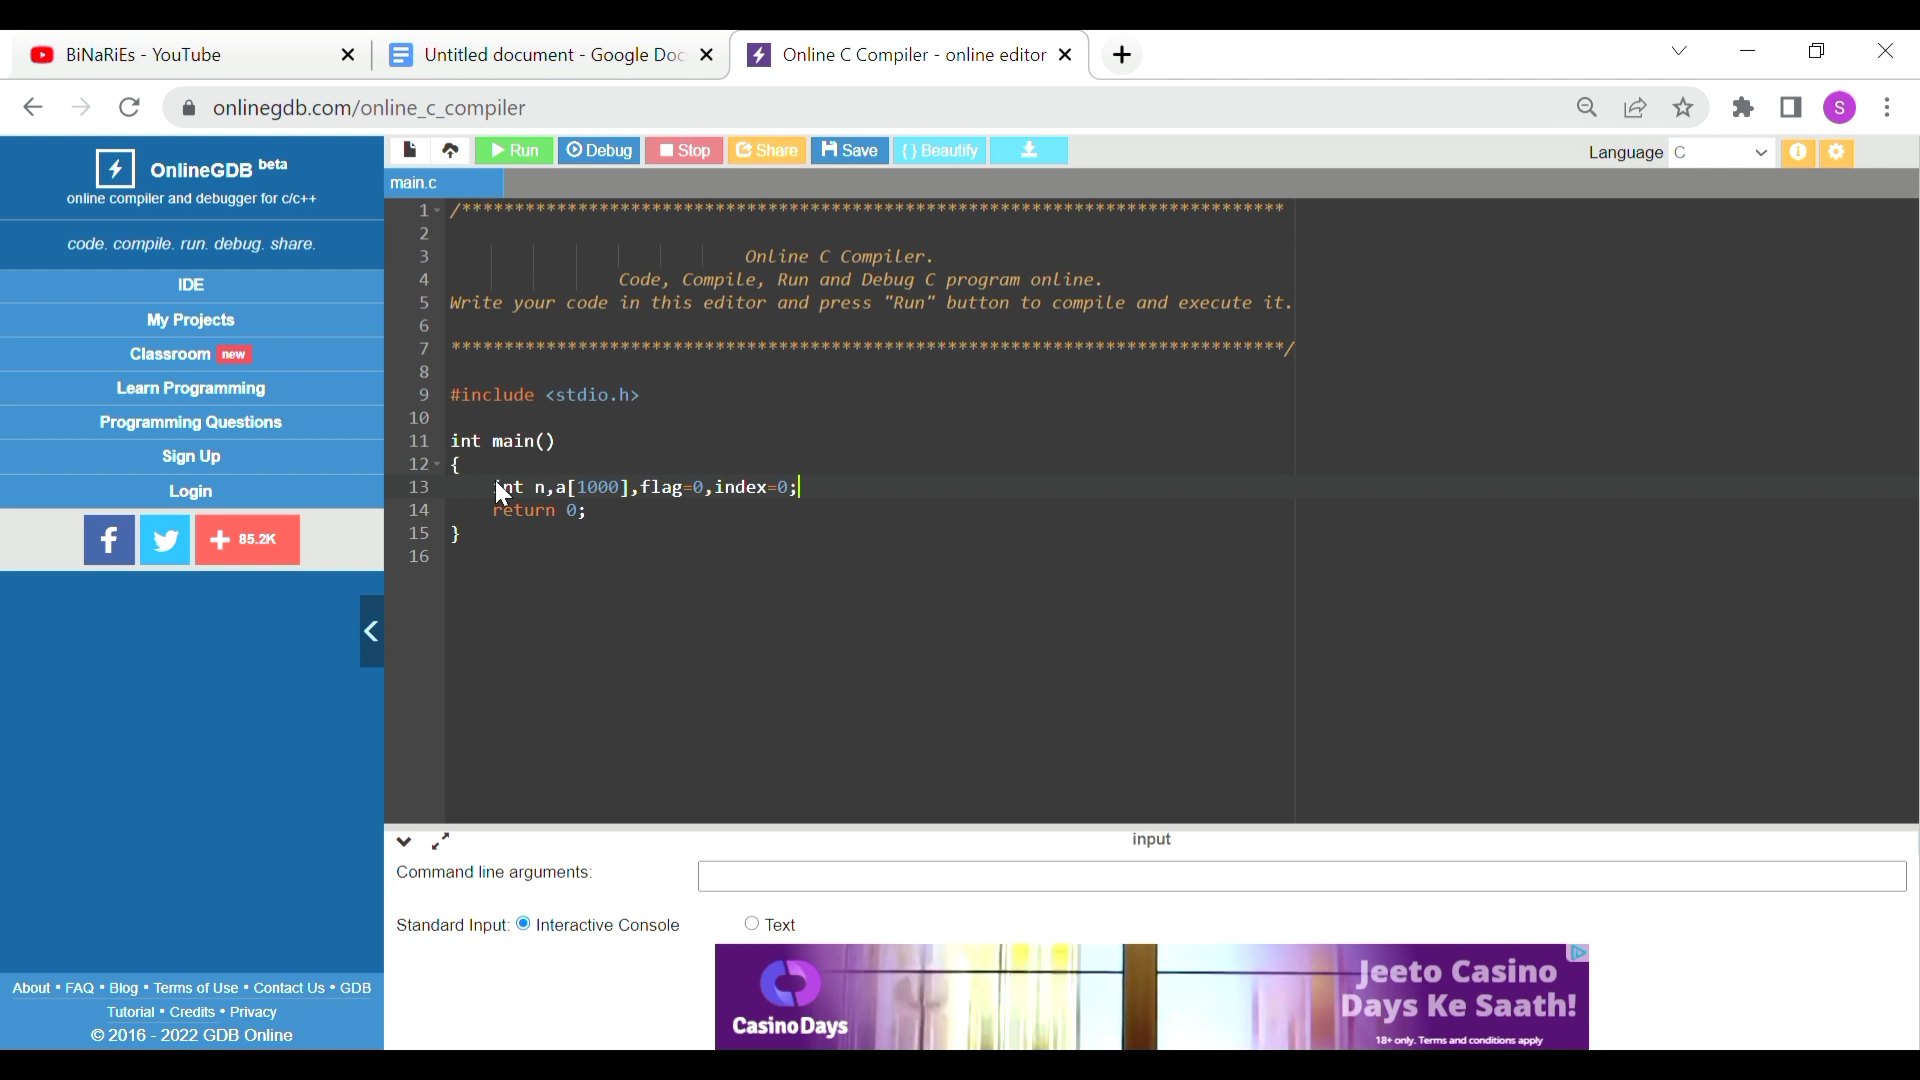 BiNaRiEs - YouTube
Untitled document - Google Doc
Online C Compiler - online editor
onlinegdb.com/online_c_compiler
S
OnlineGDB beta
online compiler and debugger for c/c++
code. compile. run. debug. share.
IDE
My Projects
Classroom new
Learn Programming
Programming Questions
Sign Up
Login
85.2K
About • FAQ • Blog • Terms of Use • Contact Us • GDB
Tutorial • Credits • Privacy
© 2016 - 2022 GDB Online
Run Debug Stop Share Save { } Beautify
Language C
main.c
1 /******************************************************************************
2
3 Online C Compiler.
4 Code, Compile, Run and Debug C program online.
5 Write your code in this editor and press "Run" button to compile and execute it.
6
7 *******************************************************************************/
8
9 #include <stdio.h>
10
11 int main()
12 {
13 int n,a[1000],flag=0,index=0;
14 return 0;
15 }
16
input
Command line arguments:
Standard Input: Interactive Console Text
CasinoDays
Jeeto Casino
Days Ke Saath!
18+ only. Terms and conditions apply